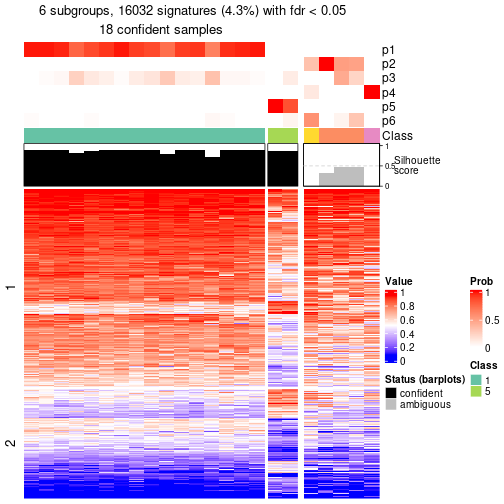 6 subgroups, 16032 signatures (4.3%) with fdr < 0.05
18 confident samples
p1
p2
p3
p4
p5
p6
Class
1
0.5
0
Silhouette
score
1
2
Value
1
0.8
0.6
0.4
0.2
0
Prob
1
0.5
0
Status (barplots)
confident
ambiguous
Class
1
5